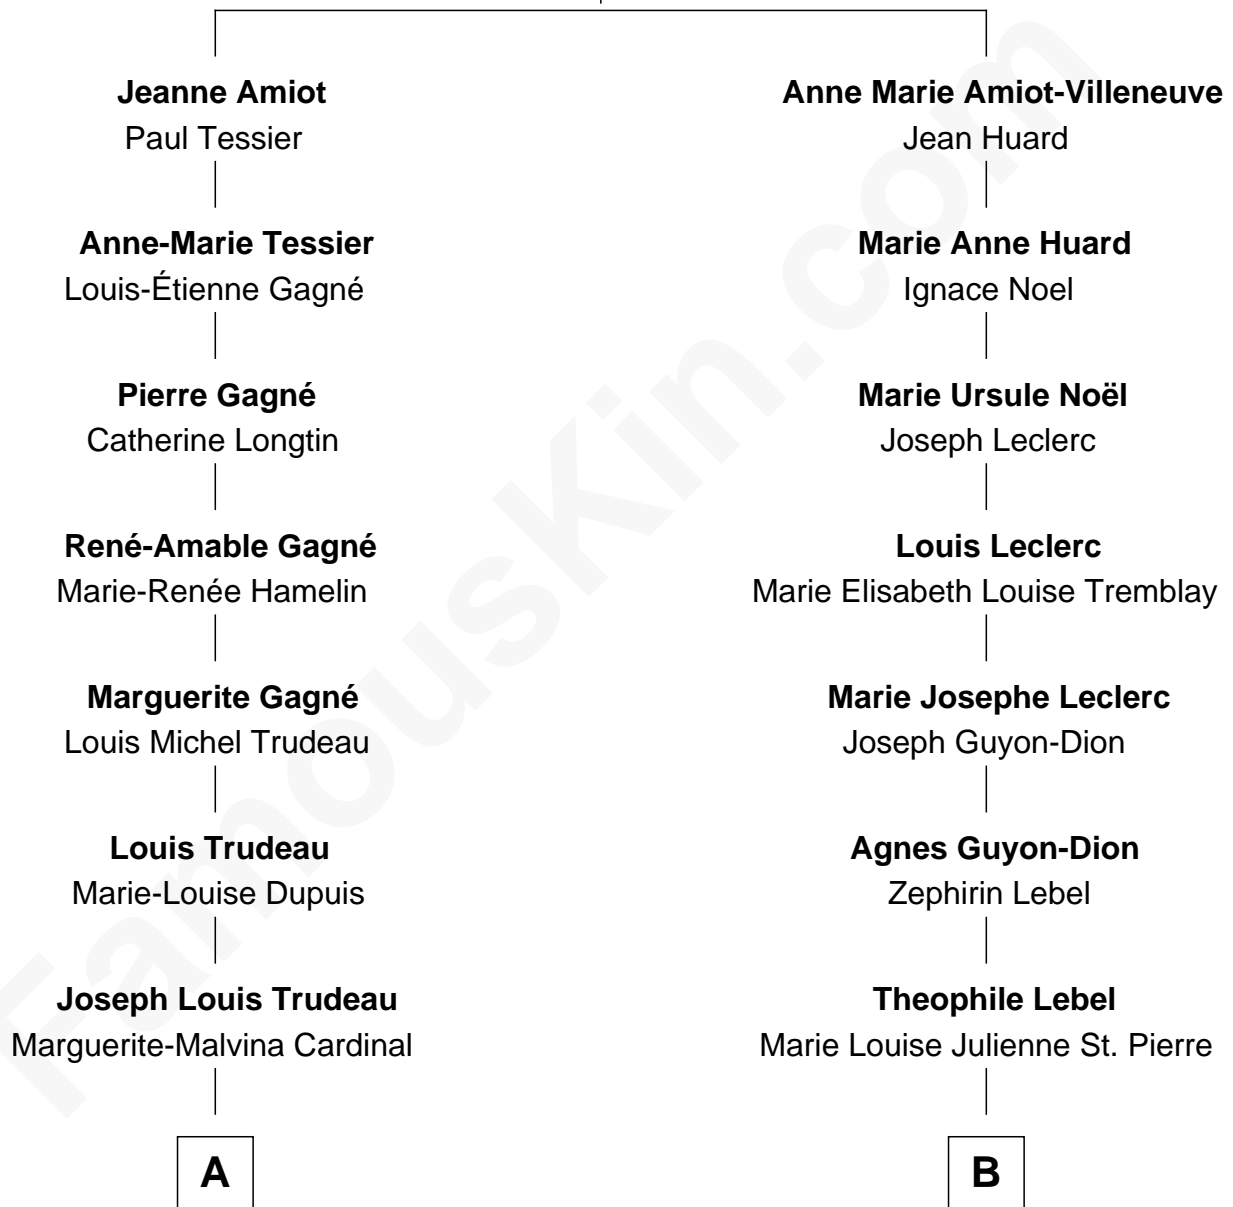 Jeanne Amiot
Paul Tessier
Anne-Marie Tessier
Louis-Étienne Gagné
Pierre Gagné
Catherine Longtin
René-Amable Gagné
Marie-Renée Hamelin
Marguerite Gagné
Louis Michel Trudeau
Louis Trudeau
Marie-Louise Dupuis
Joseph Louis Trudeau
Marguerite-Malvina Cardinal
A
Anne Marie Amiot-Villeneuve
Jean Huard
Marie Anne Huard
Ignace Noel
Marie Ursule Noël
Joseph Leclerc
Louis Leclerc
Marie Elisabeth Louise Tremblay
Marie Josephe Leclerc
Joseph Guyon-Dion
Agnes Guyon-Dion
Zephirin Lebel
Theophile Lebel
Marie Louise Julienne St. Pierre
B
FamousKin.com